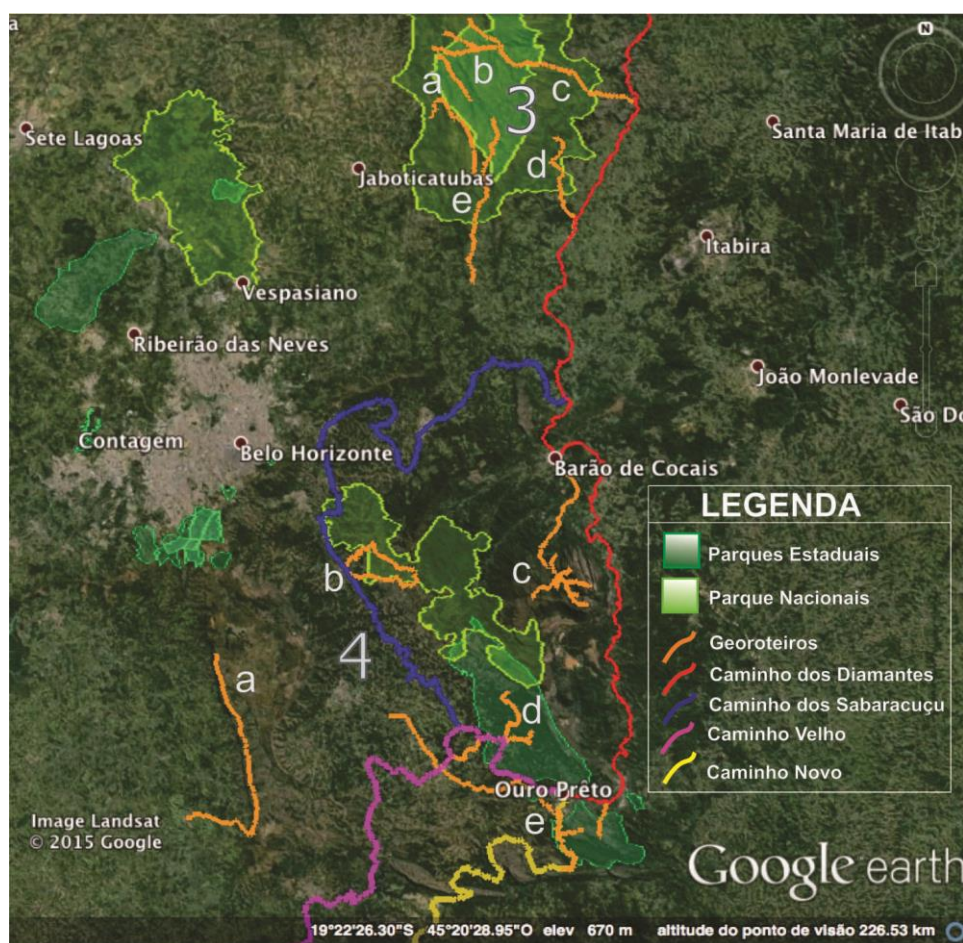 a
N
b
a
c
3
Sete Lagoas
Santa Maria de Itab
Jaboticatubas
d
e
Itabira
Vespasiano
Ribeirão das Neves
João Monlevade
São Do
Contagem
Belo Horizonte
Barão de Cocais
LEGENDA
Parques Estaduais
Parque Nacionais
Georoteiros
Caminho dos Diamantes
Caminho dos Sabaracuçu
Caminho Velho
Caminho Novo
b
c
4
a
d
Ouro Prêto
e
Image Landsat
© 2015 Google
Google earth
19°22'26.30"S 45°20'28.95"O elev 670 m altitude do ponto de visão 226.53 km